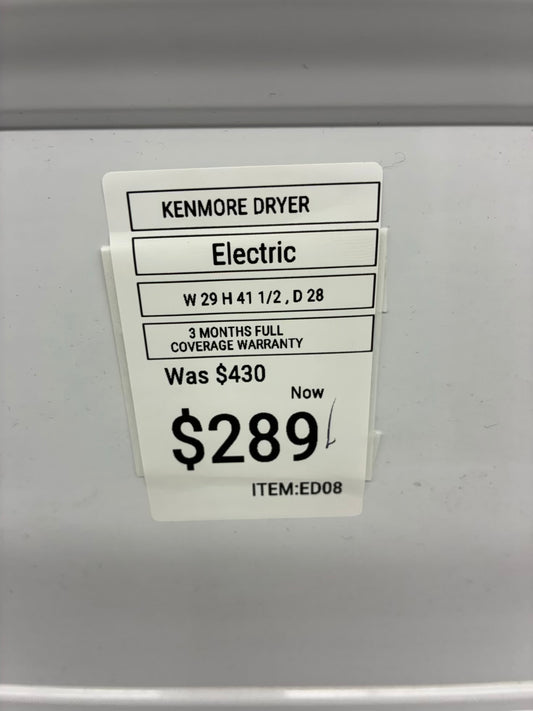 KENMORE DRYER
Electric
W 29 H 41 1/2 , D 28
3 MONTHS FULL
COVERAGE WARRANTY
Was $430
Now
$289
ITEM:ED08